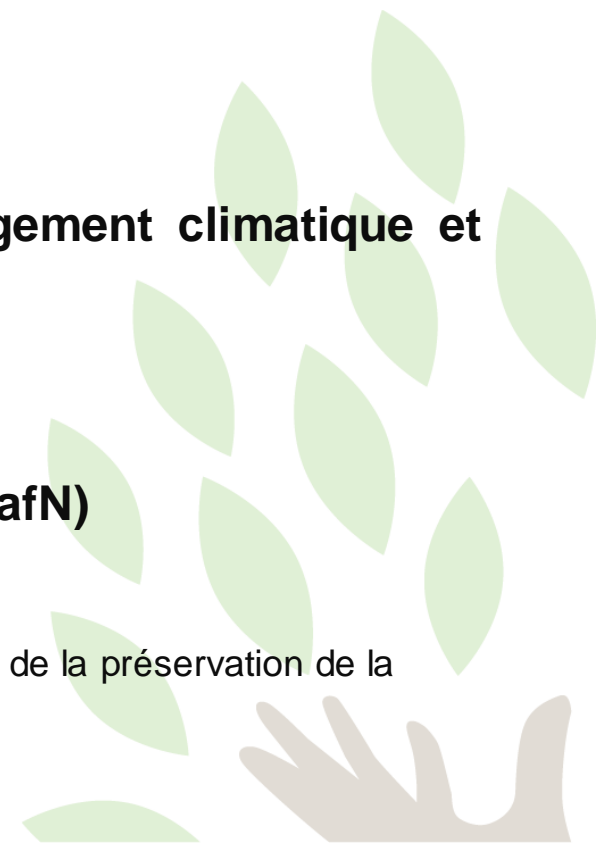 gement climatique et
afN)
de la préservation de la